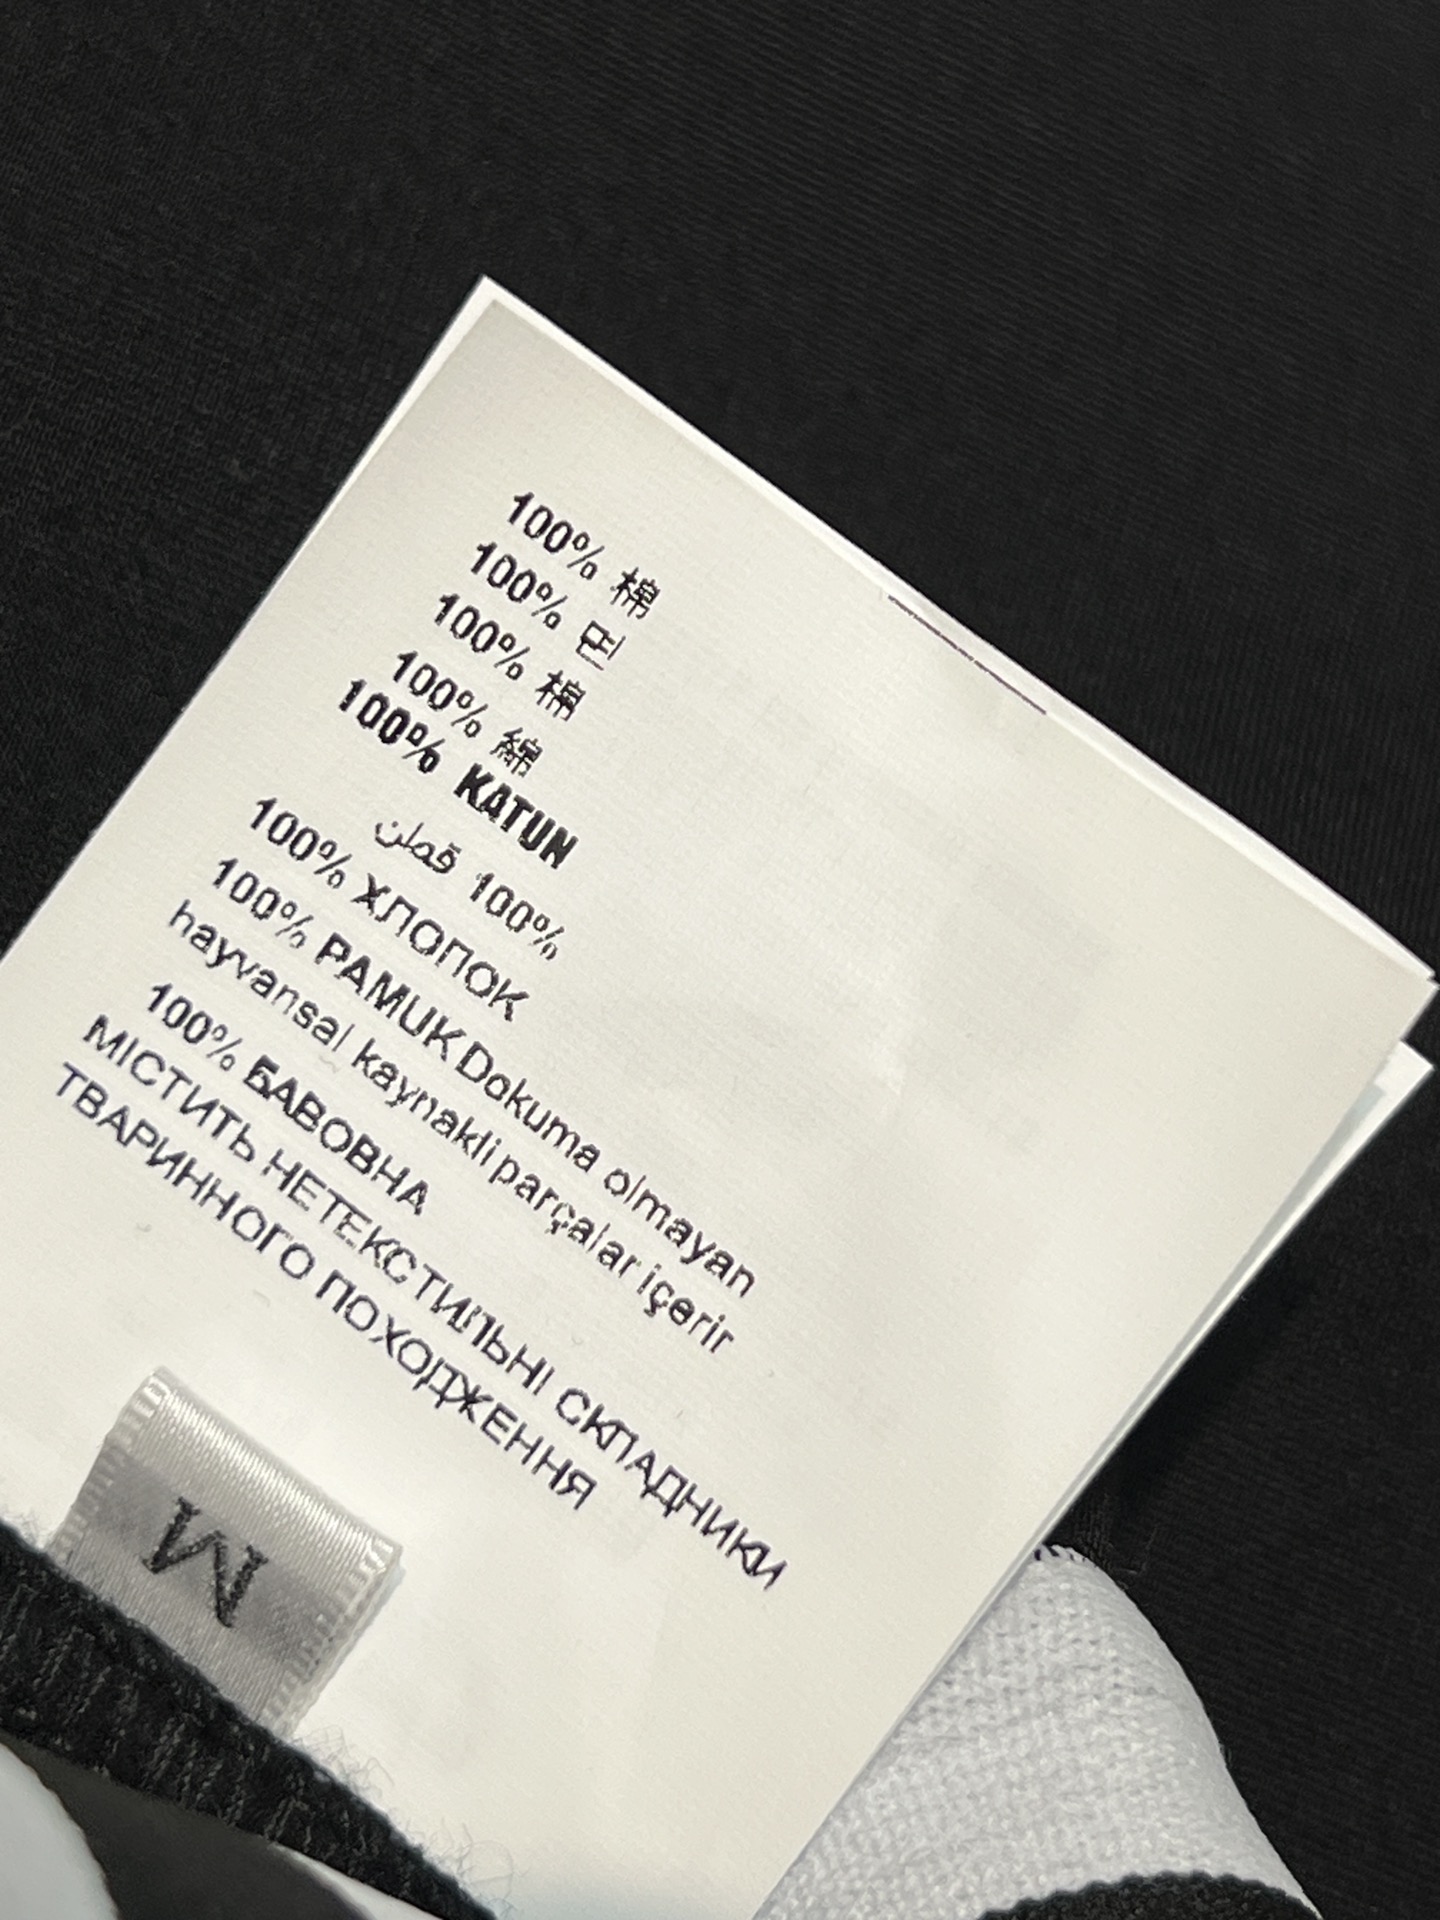 100% 棉
100% 면
100% 棉
100% 綿
100% KATUN
100% قطن
100% ХЛОПОК
100% PAMUK Dokuma olmayan
hayvansal kaynakli parçalar içerir
100% БАВОВНА
МІСТИТЬ НЕТЕКСТИЛЬНІ СКЛАДНИКИ
ТВАРИННОГО ПОХОДЖЕННЯ
M